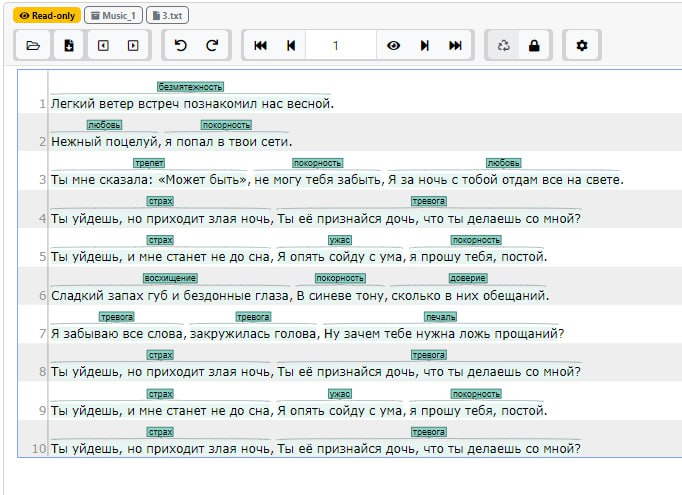 Read-only Music_1 3.txt
1
безмятежность
1 Легкий ветер встреч познакомил нас весной.
любовь покорность
2 Нежный поцелуй, я попал в твои сети.
трепет покорность любовь
3 Ты мне сказала: «Может быть», не могу тебя забыть, Я за ночь с тобой отдам все на свете.
страх тревога
4 Ты уйдешь, но приходит злая ночь, Ты её признайся дочь, что ты делаешь со мной?
страх ужас покорность
5 Ты уйдешь, и мне станет не до сна, Я опять сойду с ума, я прошу тебя, постой.
восхищение покорность доверие
6 Сладкий запах губ и бездонные глаза, В синеве тону, сколько в них обещаний.
тревога тревога печаль
7 Я забываю все слова, закружилась голова, Ну зачем тебе нужна ложь прощаний?
страх тревога
8 Ты уйдешь, но приходит злая ночь, Ты её признайся дочь, что ты делаешь со мной?
страх ужас покорность
9 Ты уйдешь, и мне станет не до сна, Я опять сойду с ума, я прошу тебя, постой.
страх тревога
10 Ты уйдешь, но приходит злая ночь, Ты её признайся дочь, что ты делаешь со мной?